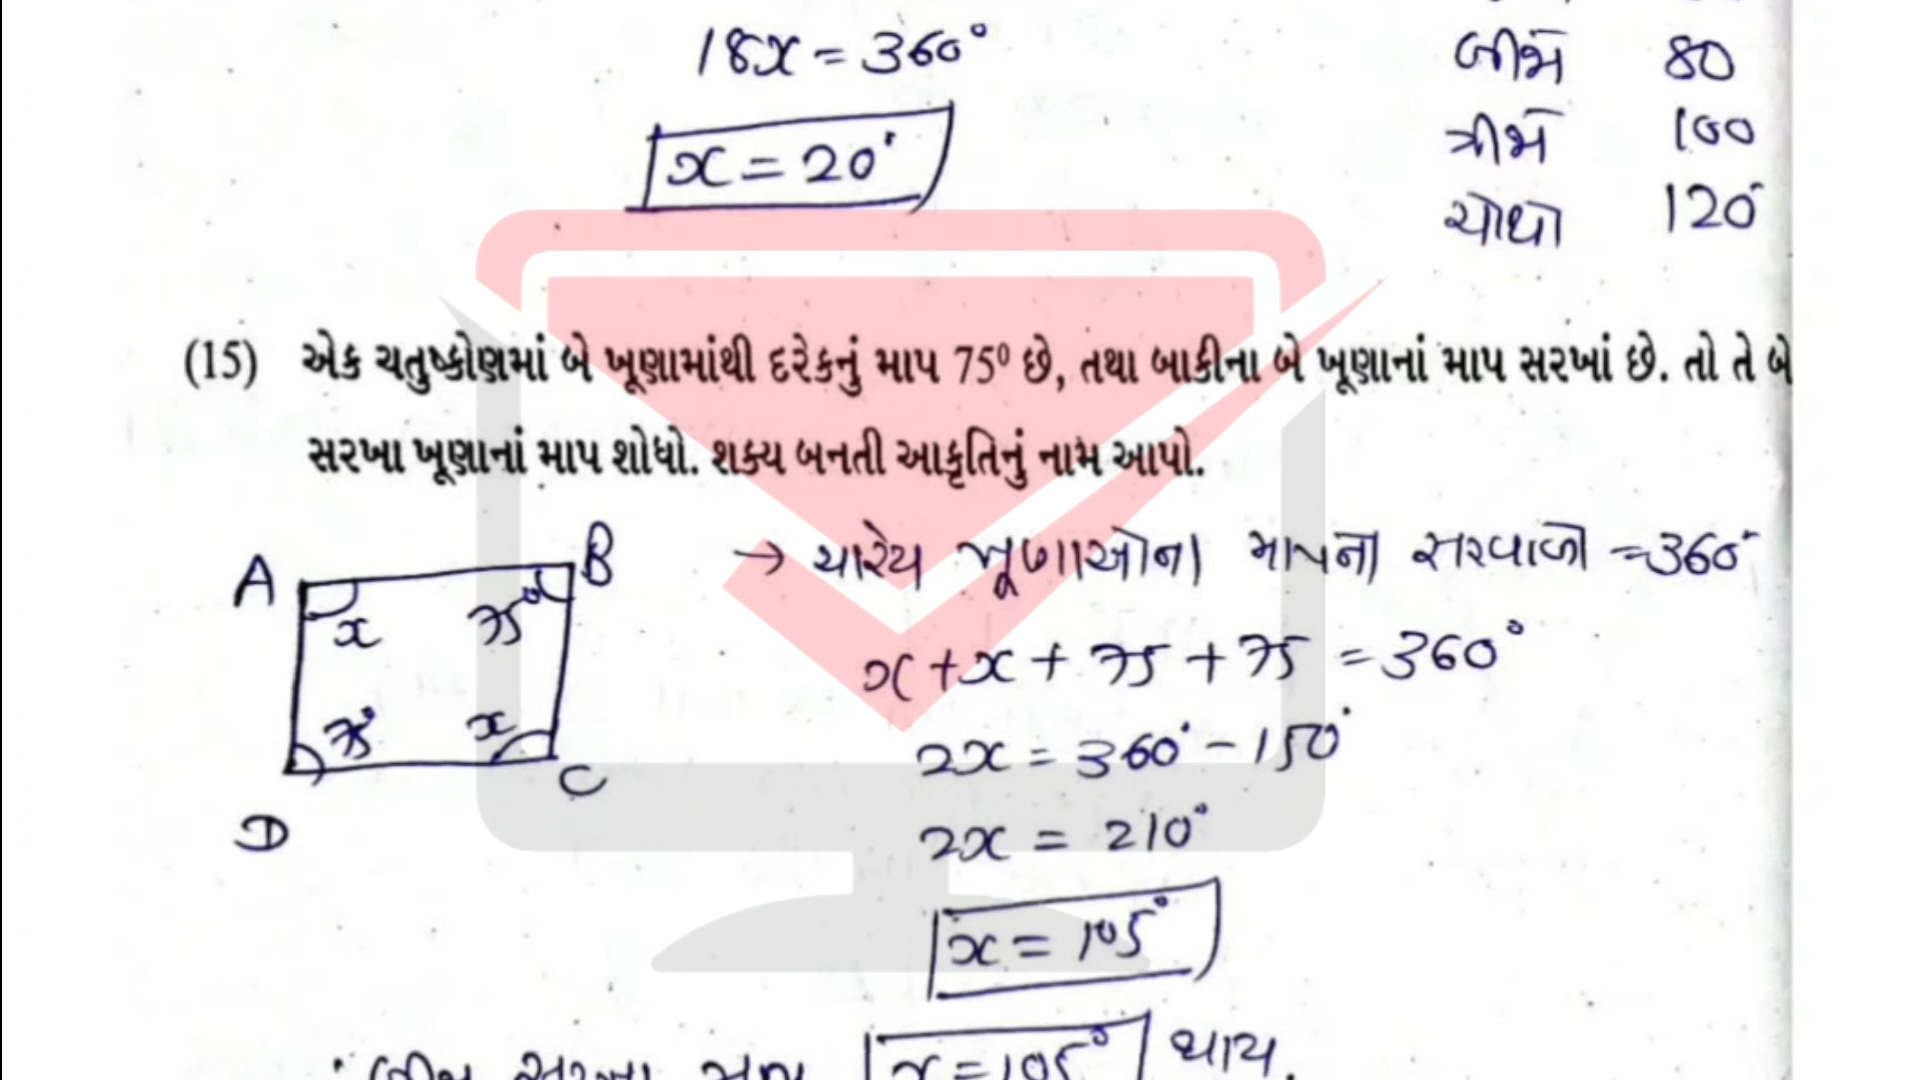 18x = 360°
બીજો 80
x = 20°
ત્રીજો 100
ચોથો 120°
(15) એક ચતુષ્કોણમાં બે ખૂણામાંથી દરેકનું માપ 75⁰ છે, તથા બાકીના બે ખૂણાનાં માપ સરખાં છે. તો તે બે
સરખા ખૂણાનાં માપ શોધો. શક્ય બનતી આકૃતિનું નામ આપો.
A B
x 75°
75° x
D C
→ ચારેય ખૂણાઓના માપના સરવાળો = 360°
x + x + 75 + 75 = 360°
2x = 360° - 150°
2x = 210°
x = 105°
x = 105° થાય.